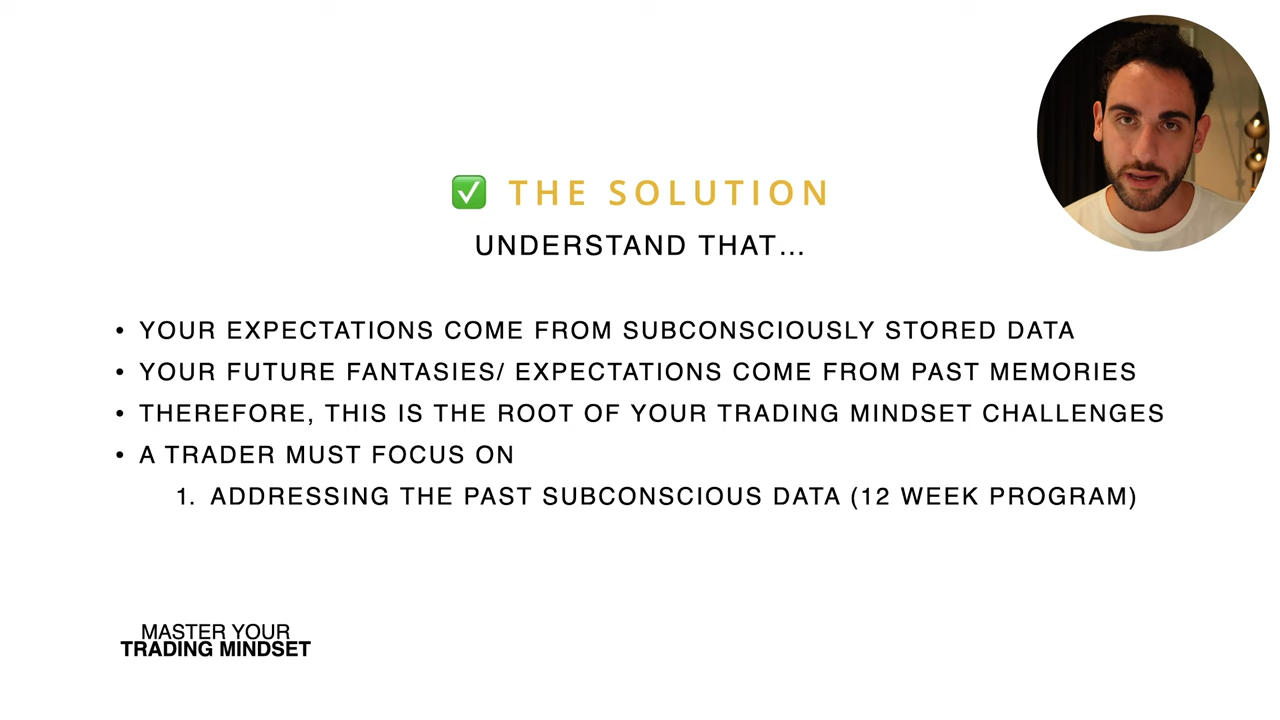 ✅ THE SOLUTION
UNDERSTAND THAT...
• YOUR EXPECTATIONS COME FROM SUBCONSCIOUSLY STORED DATA
• YOUR FUTURE FANTASIES/ EXPECTATIONS COME FROM PAST MEMORIES
• THEREFORE, THIS IS THE ROOT OF YOUR TRADING MINDSET CHALLENGES
• A TRADER MUST FOCUS ON
1. ADDRESSING THE PAST SUBCONSCIOUS DATA (12 WEEK PROGRAM)
MASTER YOUR
TRADING MINDSET